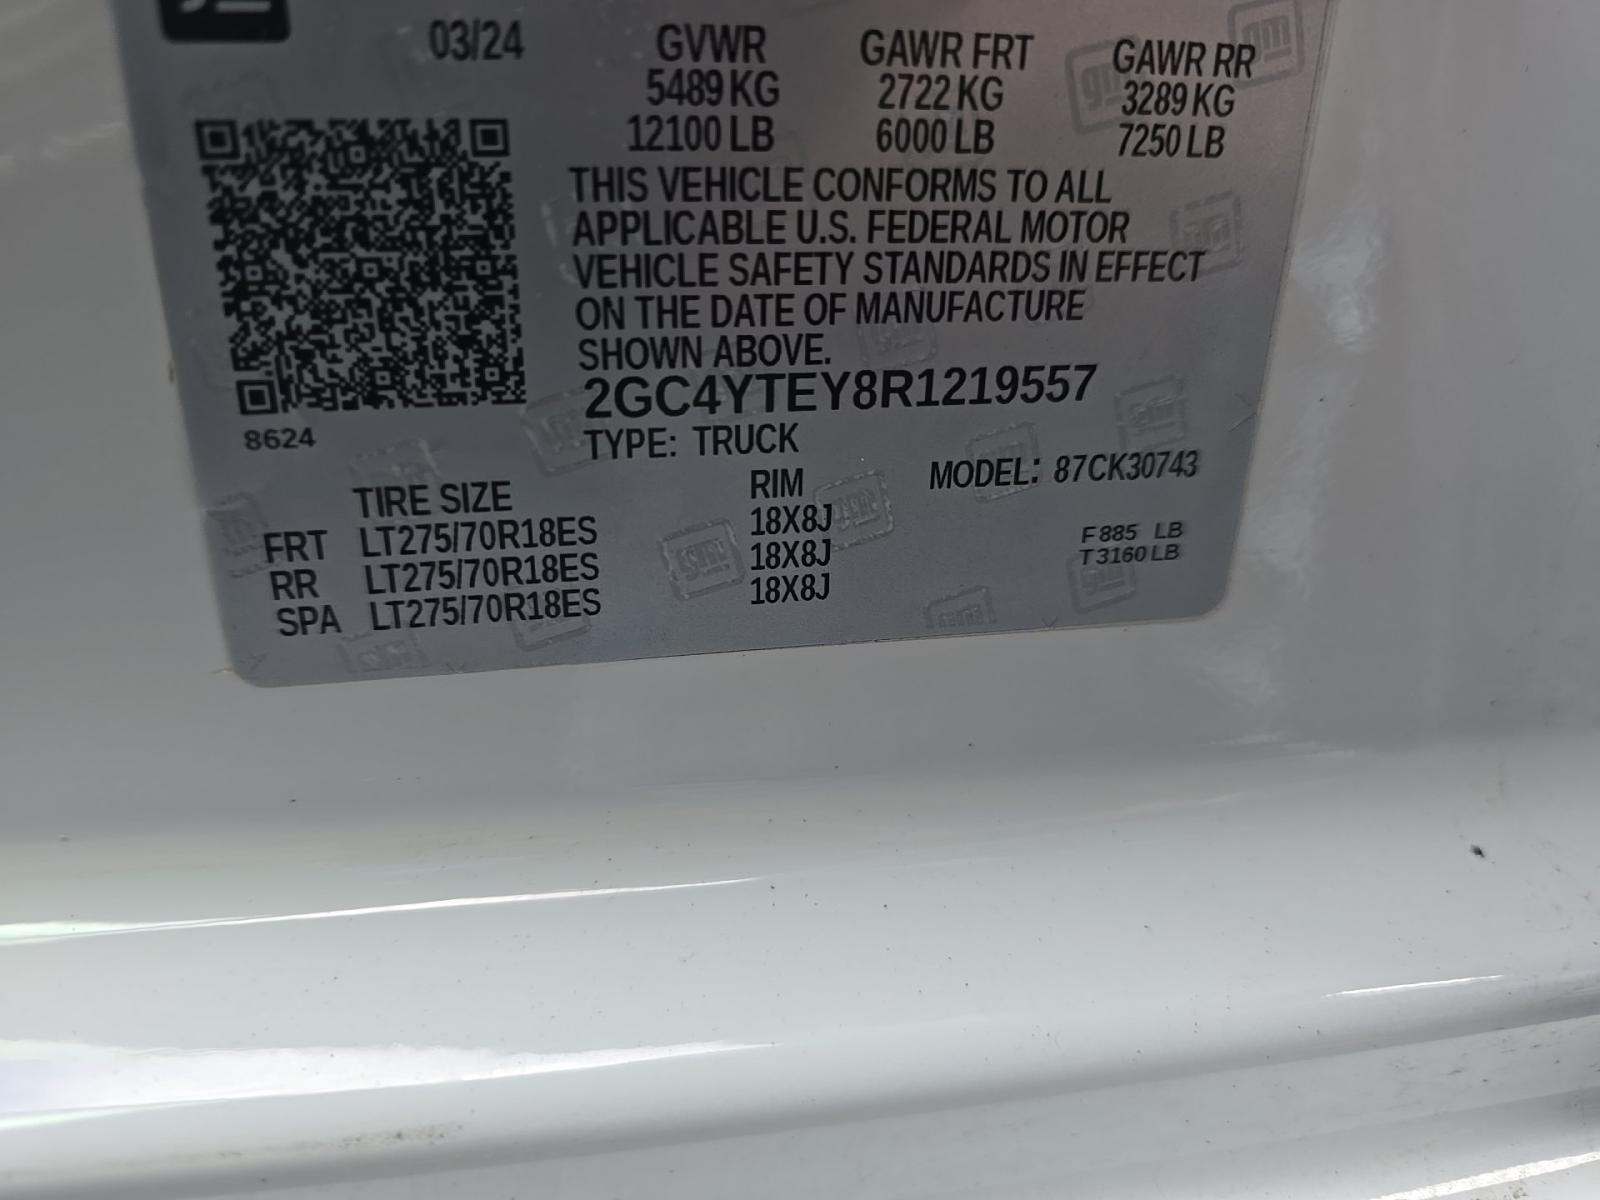 03/24 GVWR GAWR FRT GAWR RR
5489 KG 2722 KG 3289 KG
12100 LB 6000 LB 7250 LB
THIS VEHICLE CONFORMS TO ALL
APPLICABLE U.S. FEDERAL MOTOR
VEHICLE SAFETY STANDARDS IN EFFECT
ON THE DATE OF MANUFACTURE
SHOWN ABOVE.
2GC4YTEY8R1219557
8624
TYPE: TRUCK
TIRE SIZE RIM MODEL: 87CK30743
FRT LT275/70R18ES 18X8J
RR LT275/70R18ES 18X8J
SPA LT275/70R18ES 18X8J
F885 LB
T3160LB
gm
gm